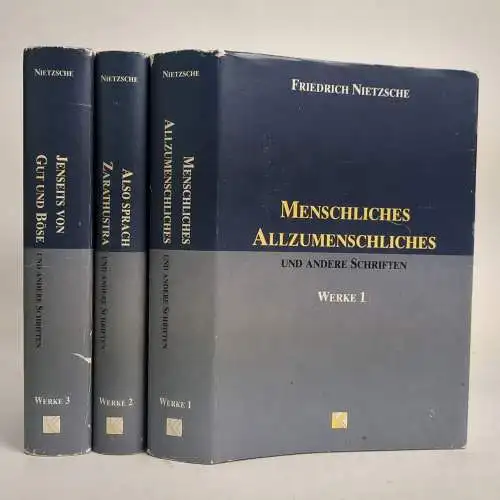 NIETZSCHE
JENSEITS VON
GUT UND BÖSE
UND ANDERE SCHRIFTEN
WERKE 3
NIETZSCHE
ALSO SPRACH
ZARATHUSTRA
UND ANDERE SCHRIFTEN
WERKE 2
NIETZSCHE
MENSCHLICHES
ALLZUMENSCHLICHES
UND ANDERE SCHRIFTEN
WERKE 1
FRIEDRICH NIETZSCHE
MENSCHLICHES
ALLZUMENSCHLICHES
UND ANDERE SCHRIFTEN
WERKE 1